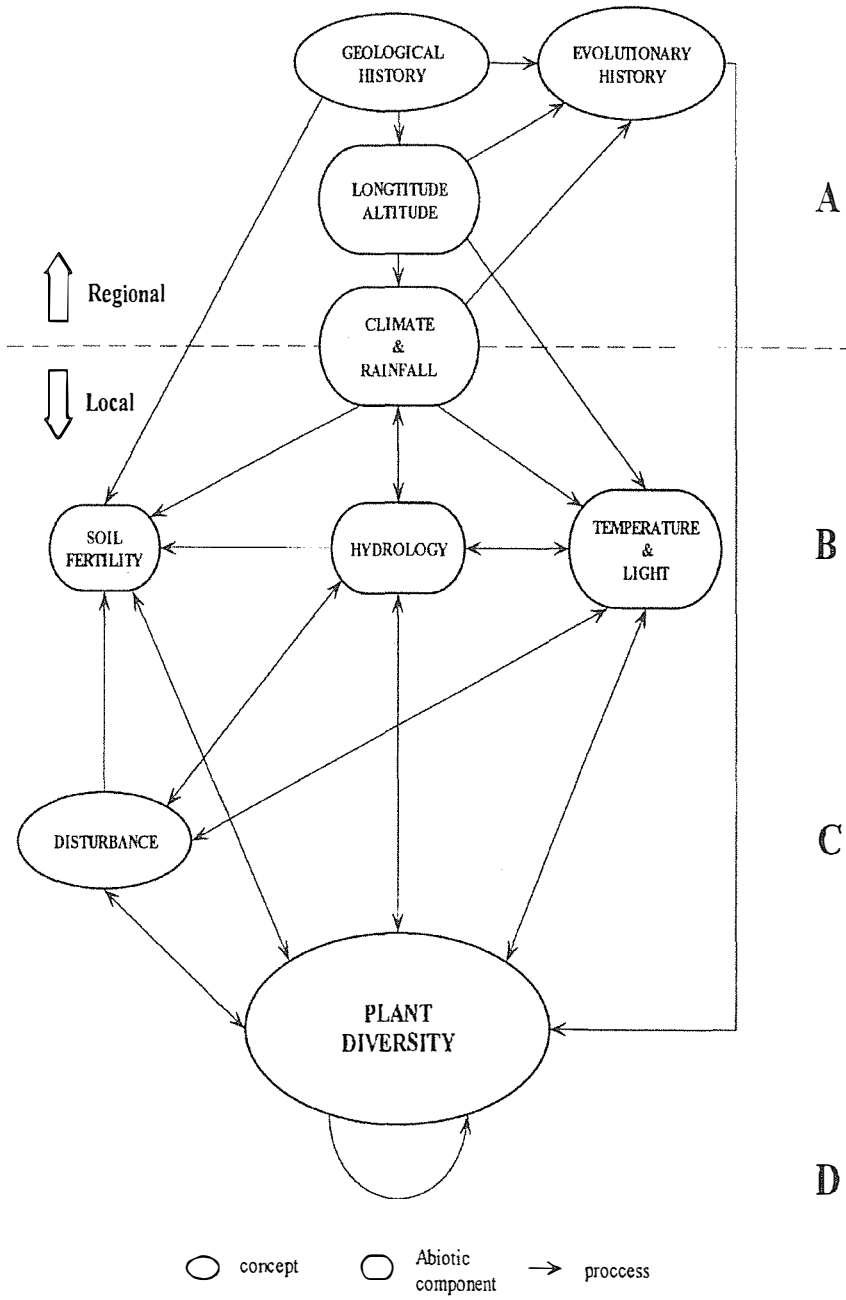 GEOLOGICAL
HISTORY
EVOLUTIONARY
HISTORY
LONGTITUDE
ALTITUDE
A
Regional
CLIMATE
&
RAINFALL
Local
SOIL
FERTILITY
HYDROLOGY
TEMPERATURE
&
LIGHT
B
DISTURBANCE
C
PLANT
DIVERSITY
D
concept
Abiotic
component
proccess